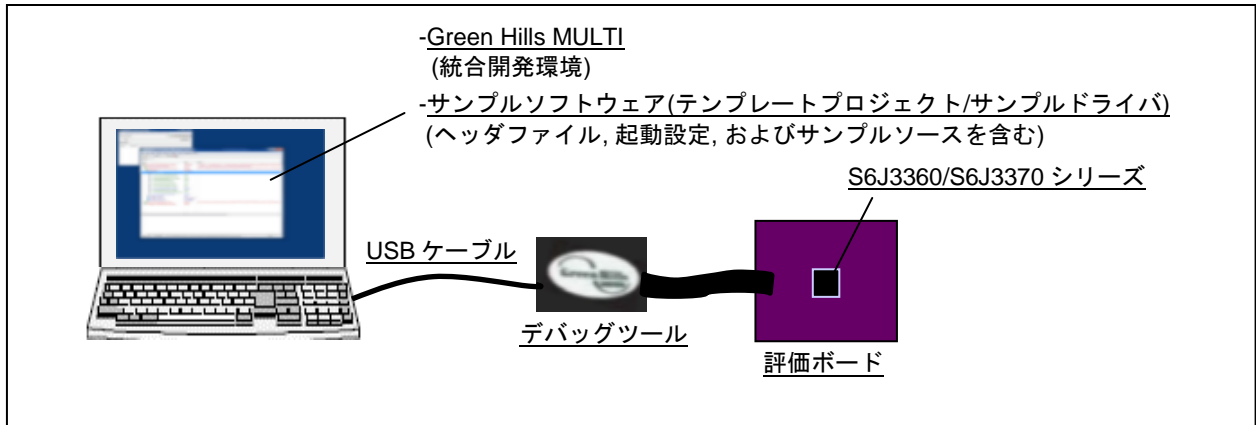 -Green Hills MULTI
(統合開発環境)
-サンプルソフトウェア(テンプレートプロジェクト/サンプルドライバ)
(ヘッダファイル, 起動設定, およびサンプルソースを含む)
S6J3360/S6J3370 シリーズ
USB ケーブル
Green Hills
デバッグツール
評価ボード